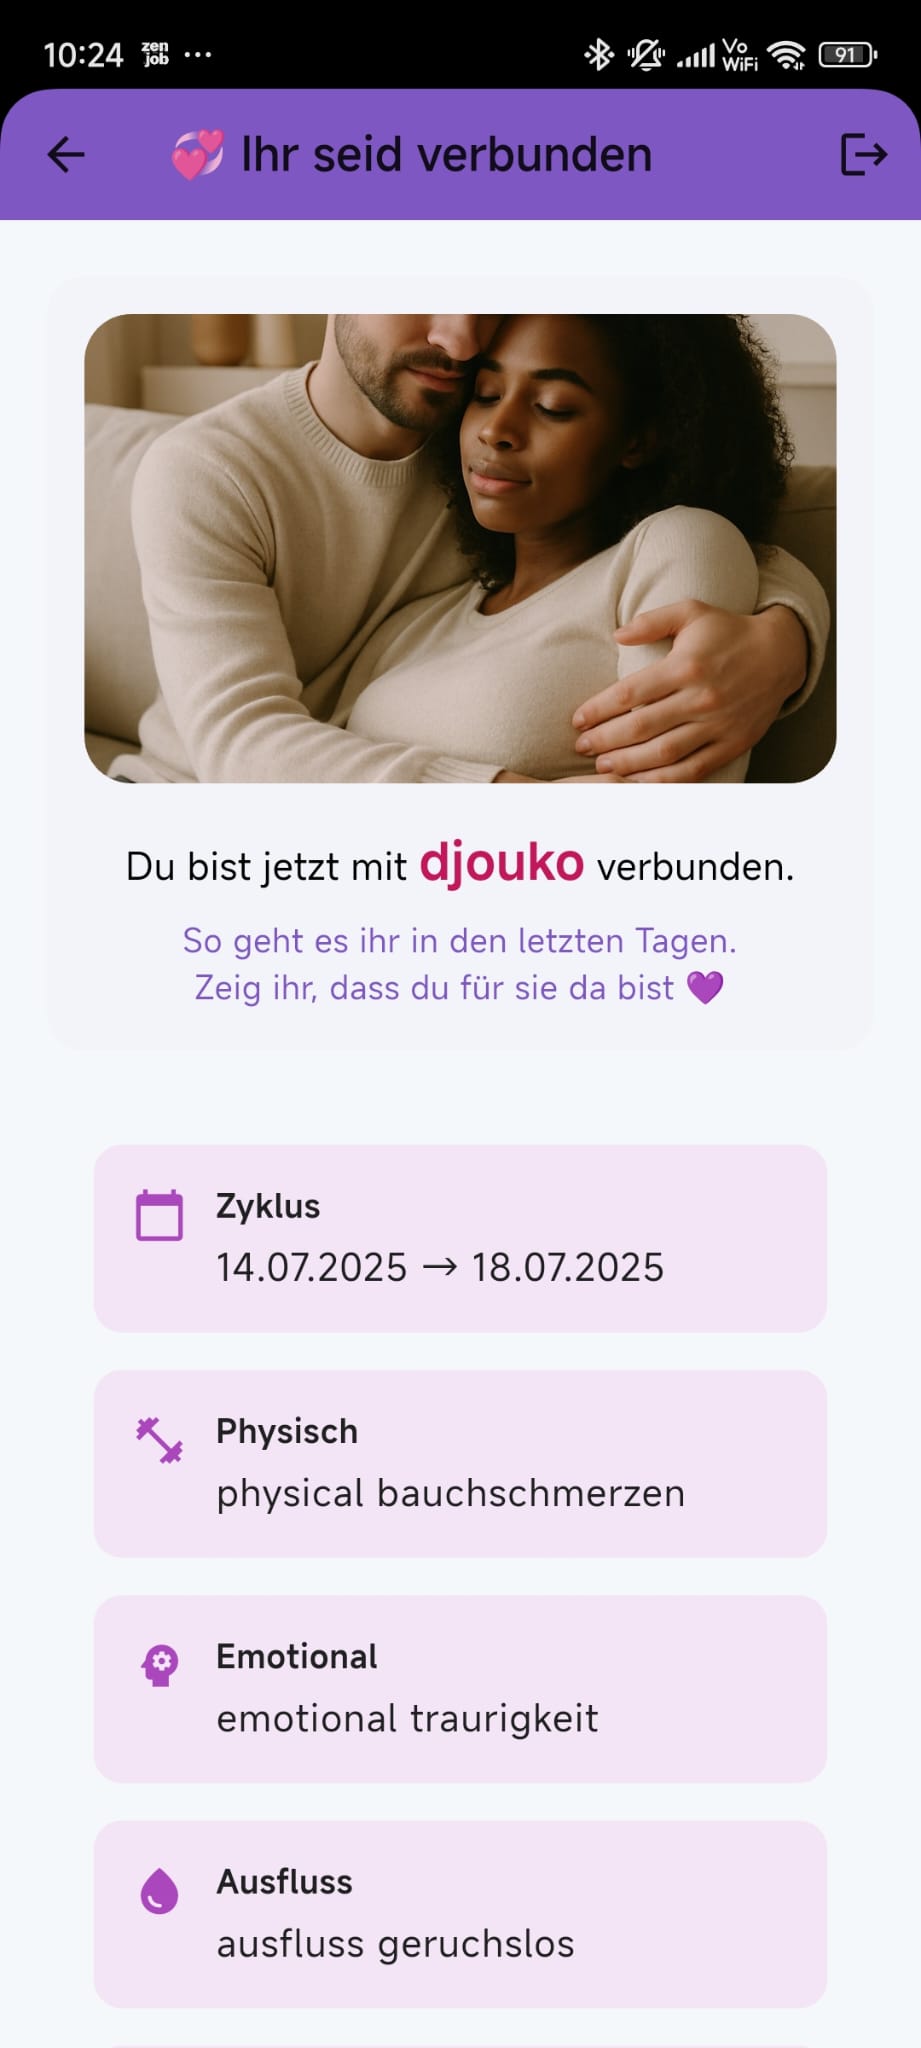 10:24 zen job ... Vo WiFi 91
💞 Ihr seid verbunden
Du bist jetzt mit djouko verbunden.
So geht es ihr in den letzten Tagen.
Zeig ihr, dass du für sie da bist 💜
Zyklus
14.07.2025 → 18.07.2025
Physisch
physical bauchschmerzen
Emotional
emotional traurigkeit
Ausfluss
ausfluss geruchslos